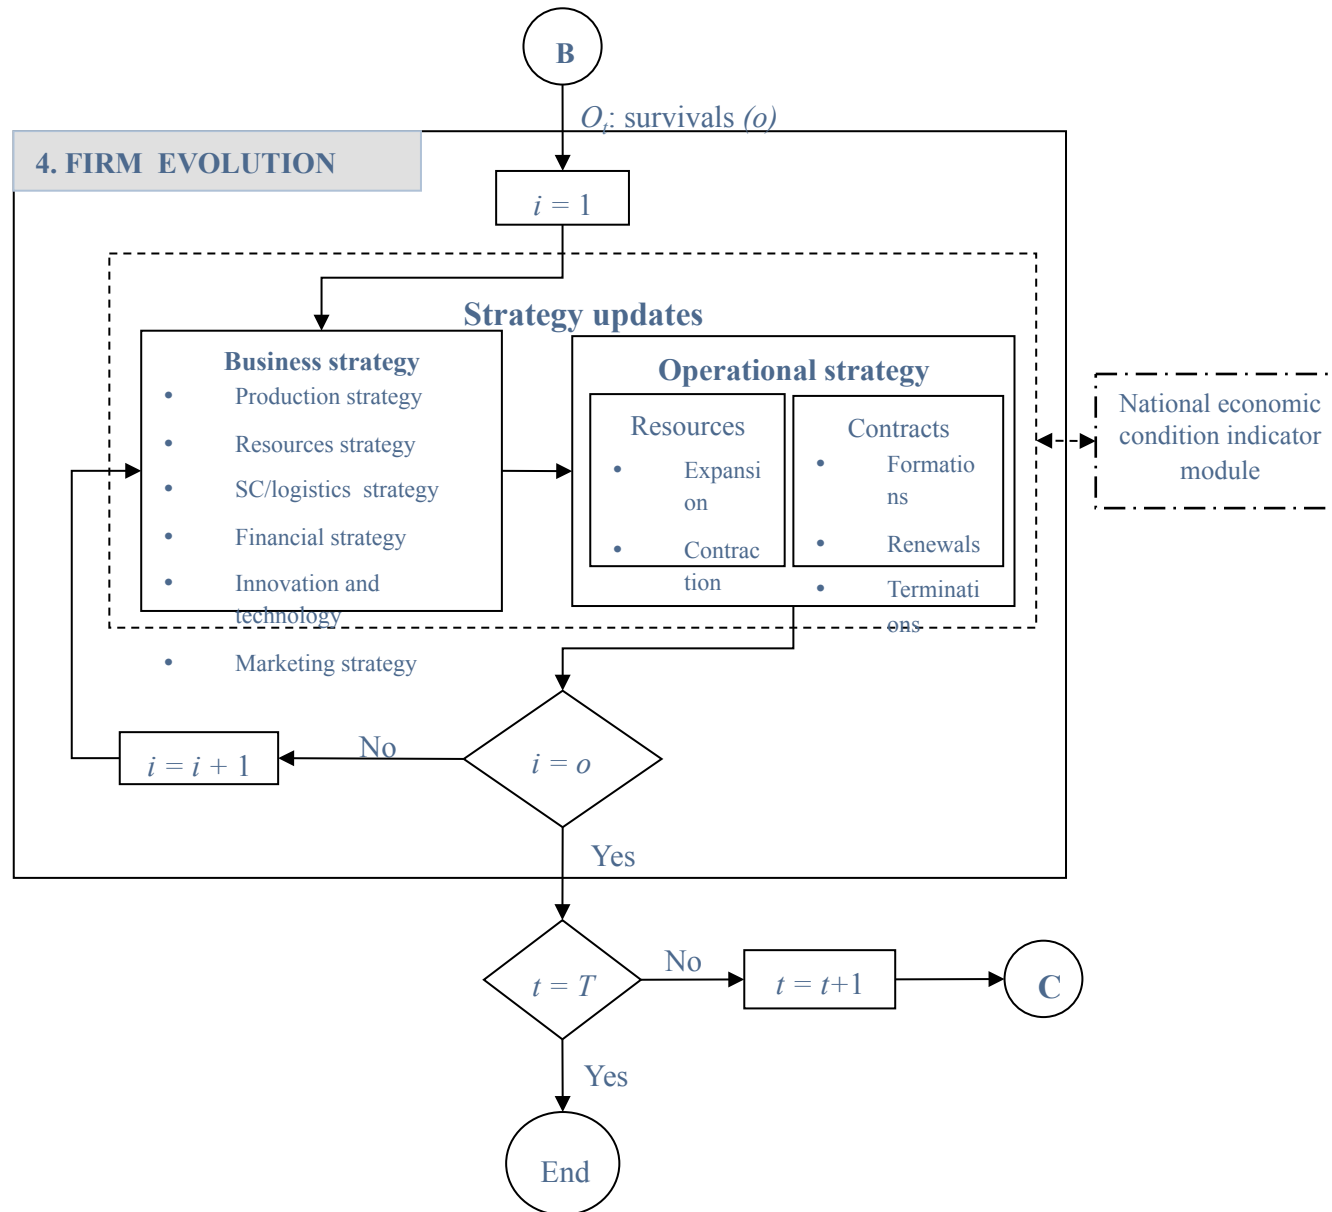 B
O_t: survivals (o)
4. FIRM EVOLUTION
i = 1
Strategy updates
Business strategy
• Production strategy
• Resources strategy
• SC/logistics strategy
• Financial strategy
• Innovation and
technology
• Marketing strategy
Operational strategy
Resources
• Expansi
on
• Contrac
tion
Contracts
• Formatio
ns
• Renewals
• Terminati
ons
National economic
condition indicator
module
i = i + 1
No
i = o
Yes
t = T
No
t = t+1
C
Yes
End